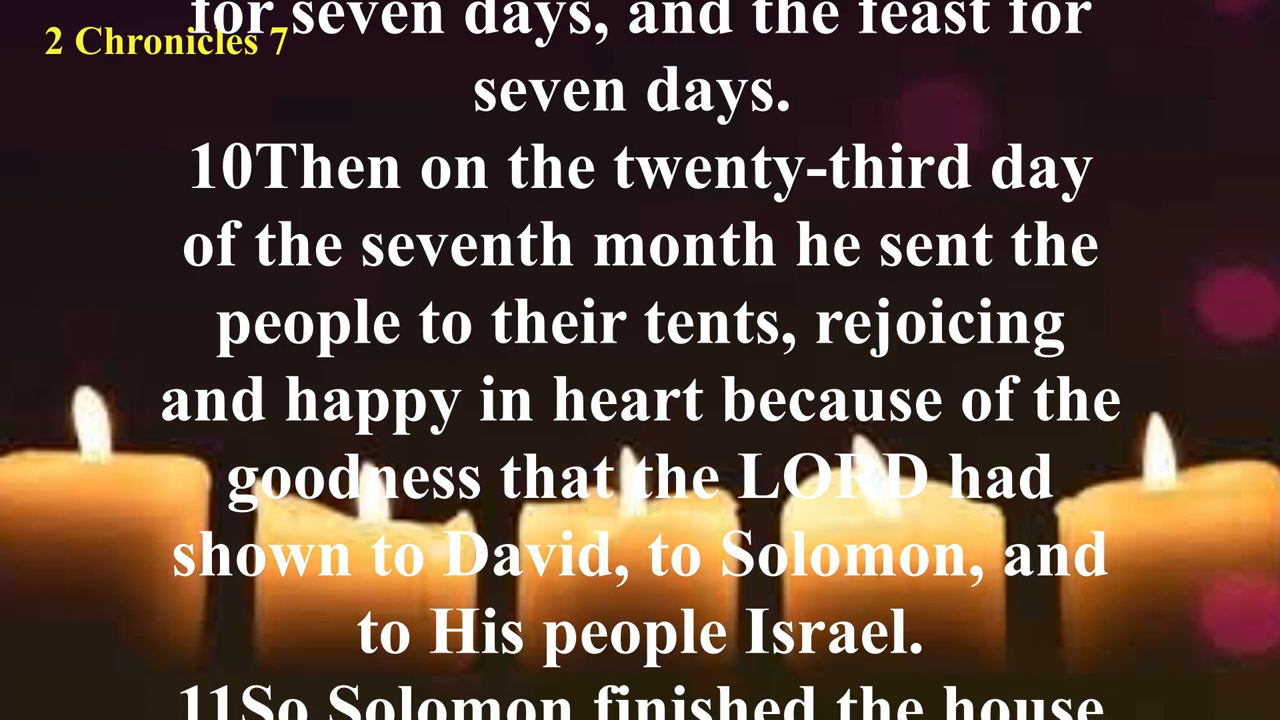 for seven days, and the feast for
2 Chronicles 7
seven days.
10Then on the twenty-third day
of the seventh month he sent the
people to their tents, rejoicing
and happy in heart because of the
goodness that the LORD had
shown to David, to Solomon, and
to His people Israel.
11So Solomon finished the house